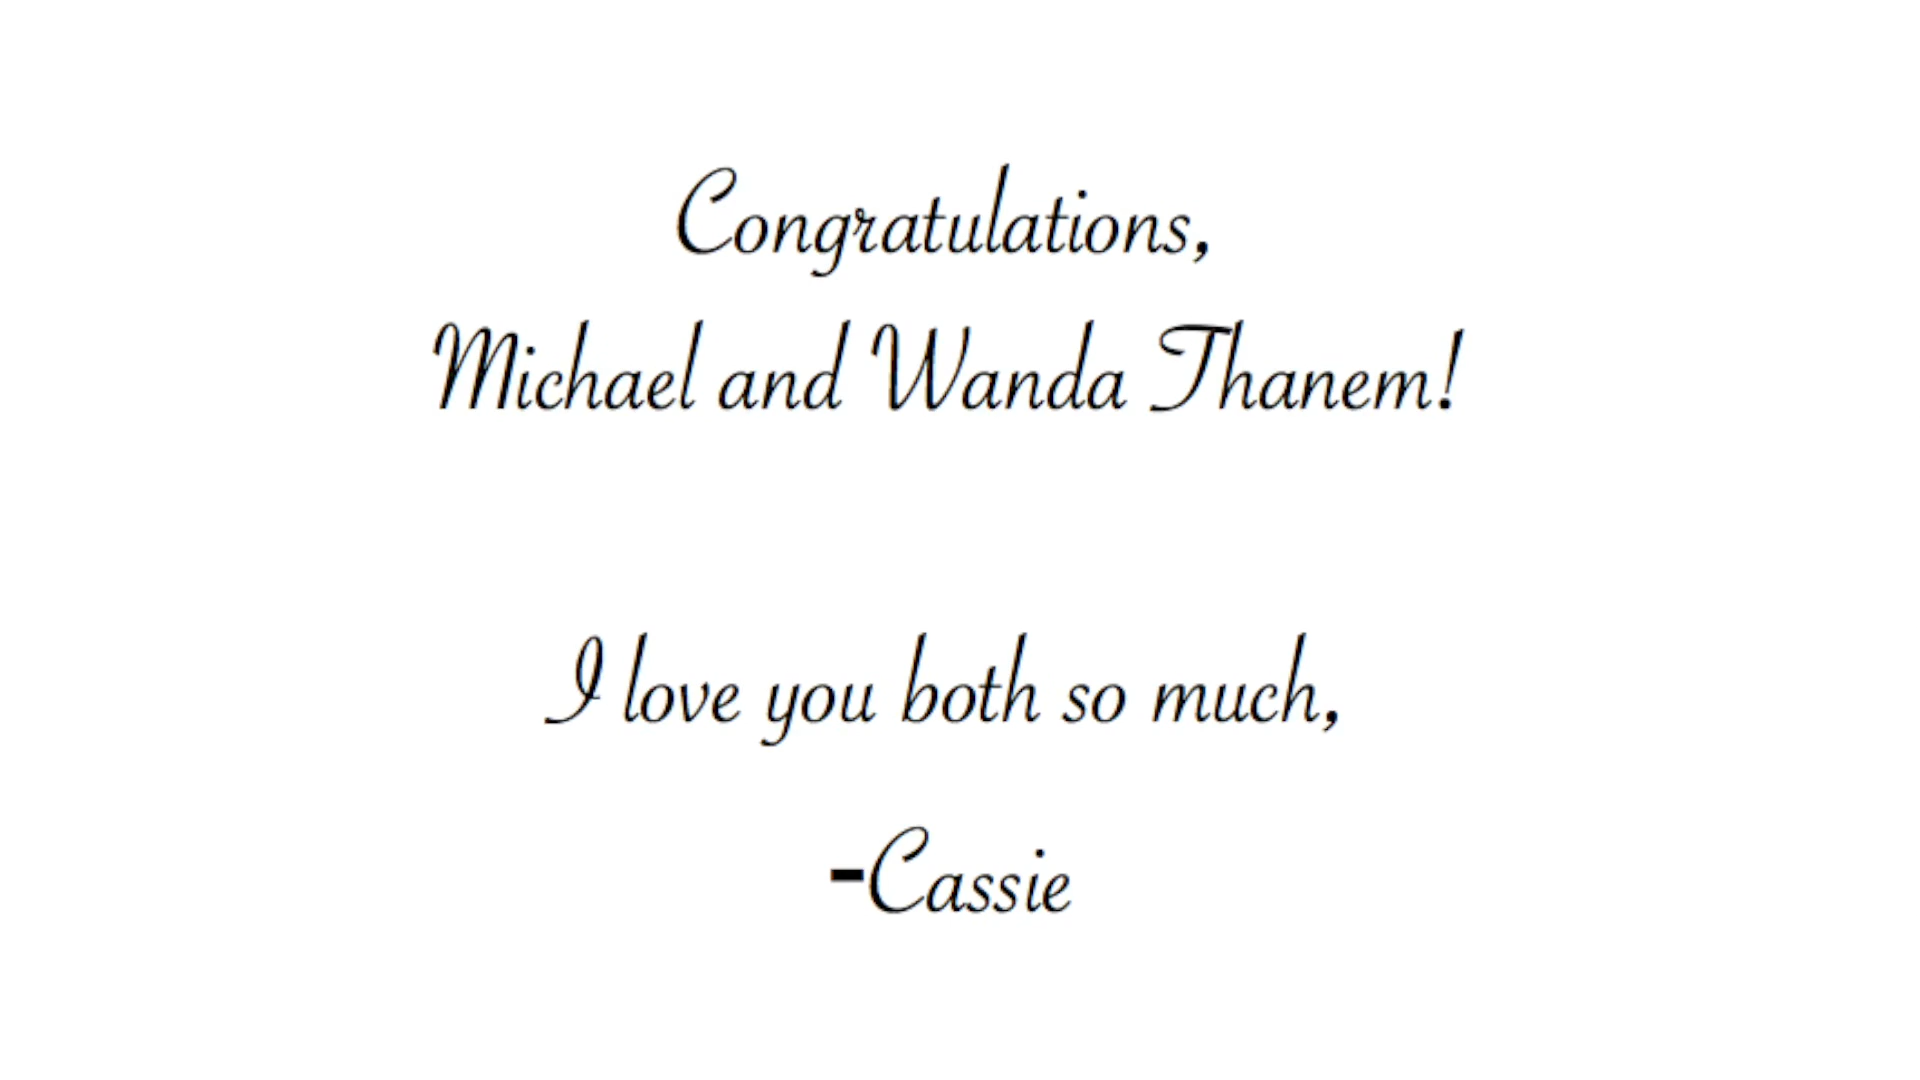 Congratulations,
Michael and Wanda Thanem!
I love you both so much,
-Cassie